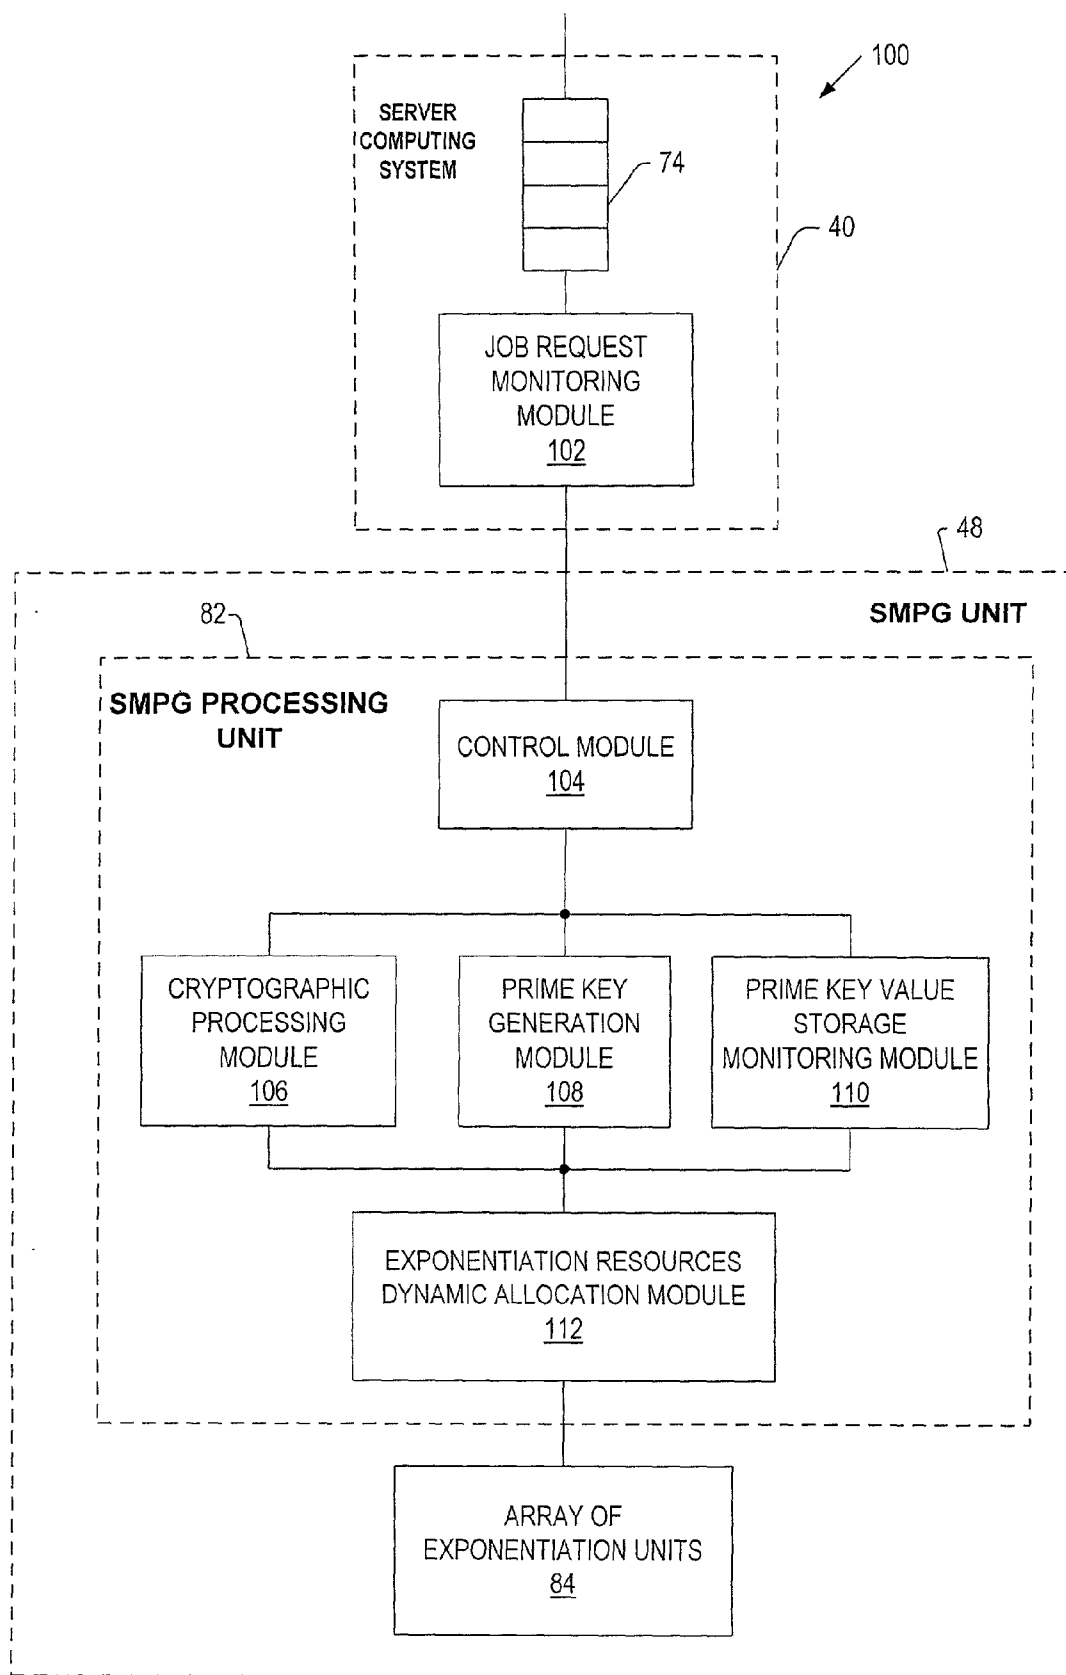 100
SERVER
COMPUTING
SYSTEM
74
40
JOB REQUEST
MONITORING
MODULE
102
48
82
SMPG UNIT
SMPG PROCESSING
UNIT
CONTROL MODULE
104
CRYPTOGRAPHIC
PROCESSING
MODULE
106
PRIME KEY
GENERATION
MODULE
108
PRIME KEY VALUE
STORAGE
MONITORING MODULE
110
EXPONENTIATION RESOURCES
DYNAMIC ALLOCATION MODULE
112
ARRAY OF
EXPONENTIATION UNITS
84